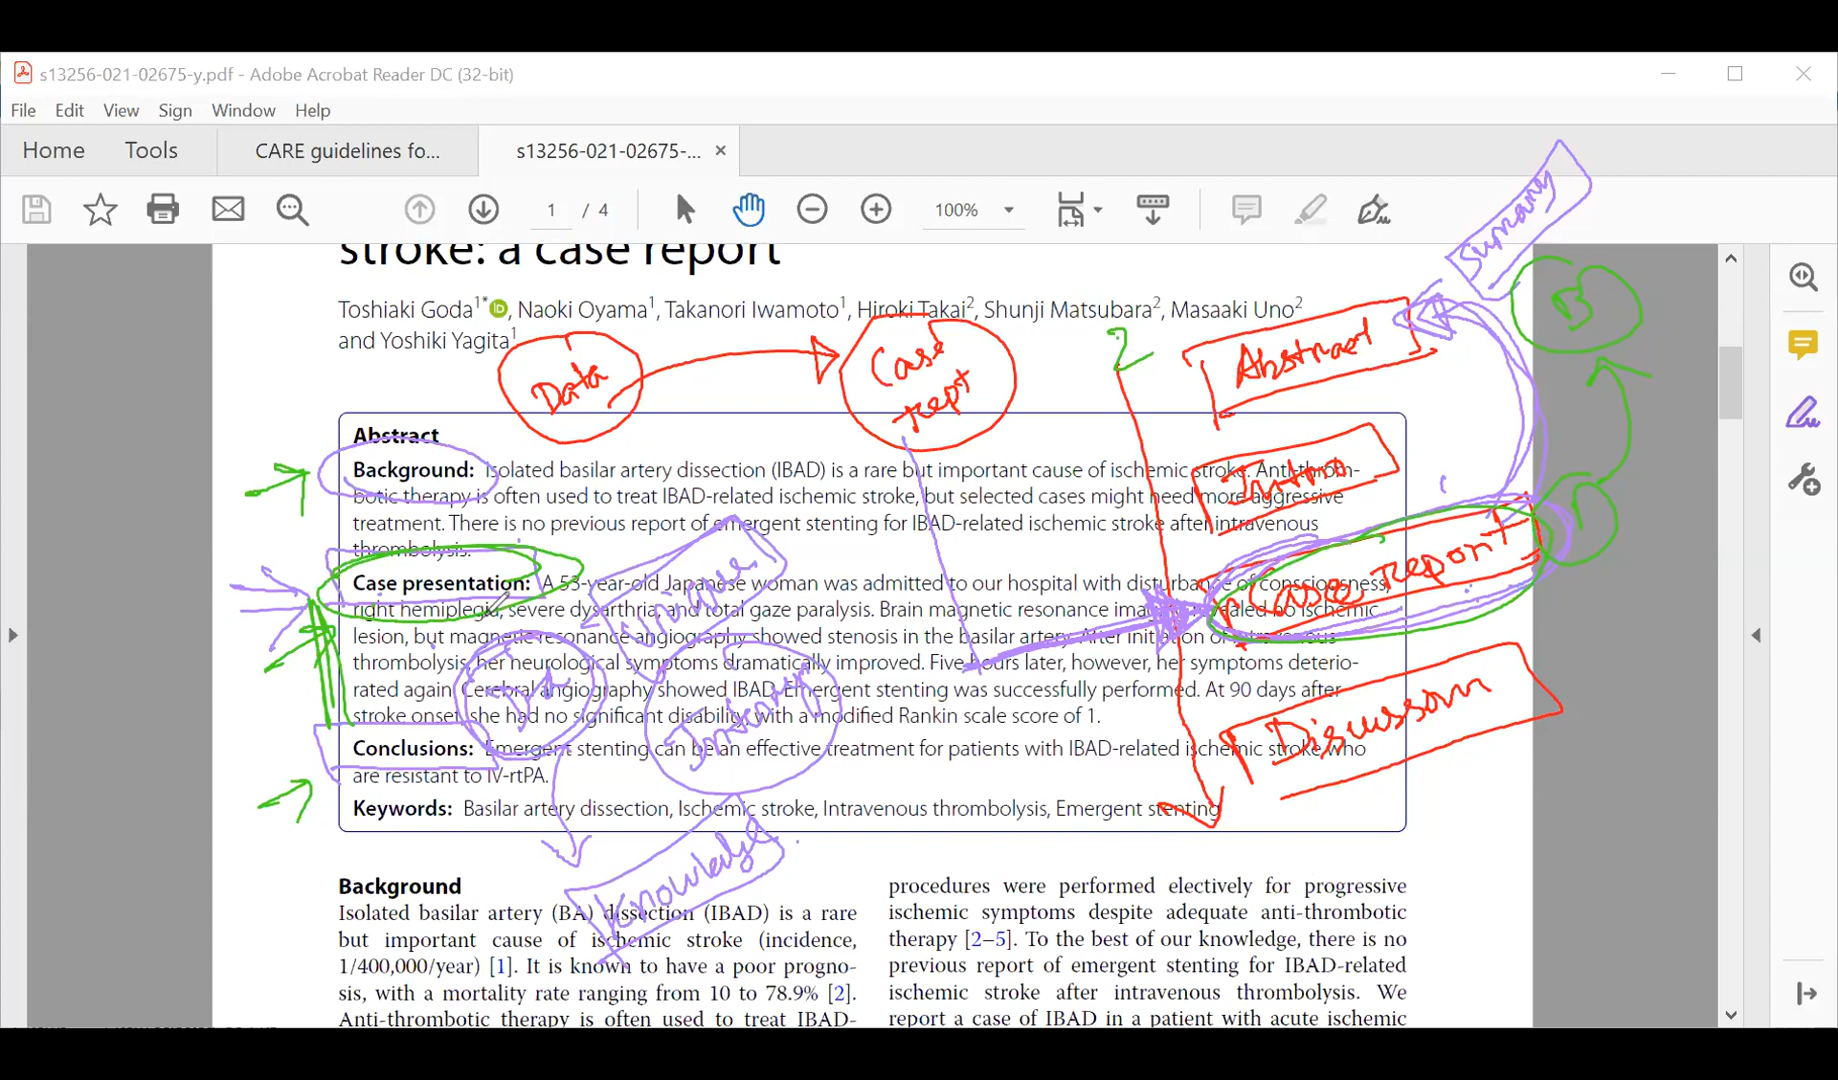 s13256-021-02675-y.pdf - Adobe Acrobat Reader DC (32-bit)
File Edit View Sign Window Help
Home Tools CARE guidelines fo... s13256-021-02675-...
1 / 4 100%
stroke: a case report
Toshiaki Goda1*, Naoki Oyama1, Takanori Iwamoto1, Hiroki Takai2, Shunji Matsubara2, Masaaki Uno2
and Yoshiki Yagita1
Summary
B
Data
Case
rept
2
Abstract
Intro
Case Report
Discussion
Abstract
Background: Isolated basilar artery dissection (IBAD) is a rare but important cause of ischemic stroke. Anti-throm-
botic therapy is often used to treat IBAD-related ischemic stroke, but selected cases might need more aggressive
treatment. There is no previous report of emergent stenting for IBAD-related ischemic stroke after intravenous
thrombolysis.
Case presentation: A 53-year-old Japanese woman was admitted to our hospital with disturbance of consciousness,
right hemiplegia, severe dysarthria, and total gaze paralysis. Brain magnetic resonance imaging revealed no ischemic
lesion, but magnetic resonance angiography showed stenosis in the basilar artery. After initiation of intravenous
thrombolysis, her neurological symptoms dramatically improved. Five hours later, however, her symptoms deterio-
rated again. Cerebral angiography showed IBAD. Emergent stenting was successfully performed. At 90 days after
stroke onset, she had no significant disability, with a modified Rankin scale score of 1.
Conclusions: Emergent stenting can be an effective treatment for patients with IBAD-related ischemic stroke who
are resistant to IV-rtPA.
Keywords: Basilar artery dissection, Ischemic stroke, Intravenous thrombolysis, Emergent stenting
unique
Knowledge
Background
Isolated basilar artery (BA) dissection (IBAD) is a rare
but important cause of ischemic stroke (incidence,
1/400,000/year) [1]. It is known to have a poor progno-
sis, with a mortality rate ranging from 10 to 78.9% [2].
Anti-thrombotic therapy is often used to treat IBAD-
procedures were performed electively for progressive
ischemic symptoms despite adequate anti-thrombotic
therapy [2–5]. To the best of our knowledge, there is no
previous report of emergent stenting for IBAD-related
ischemic stroke after intravenous thrombolysis. We
report a case of IBAD in a patient with acute ischemic